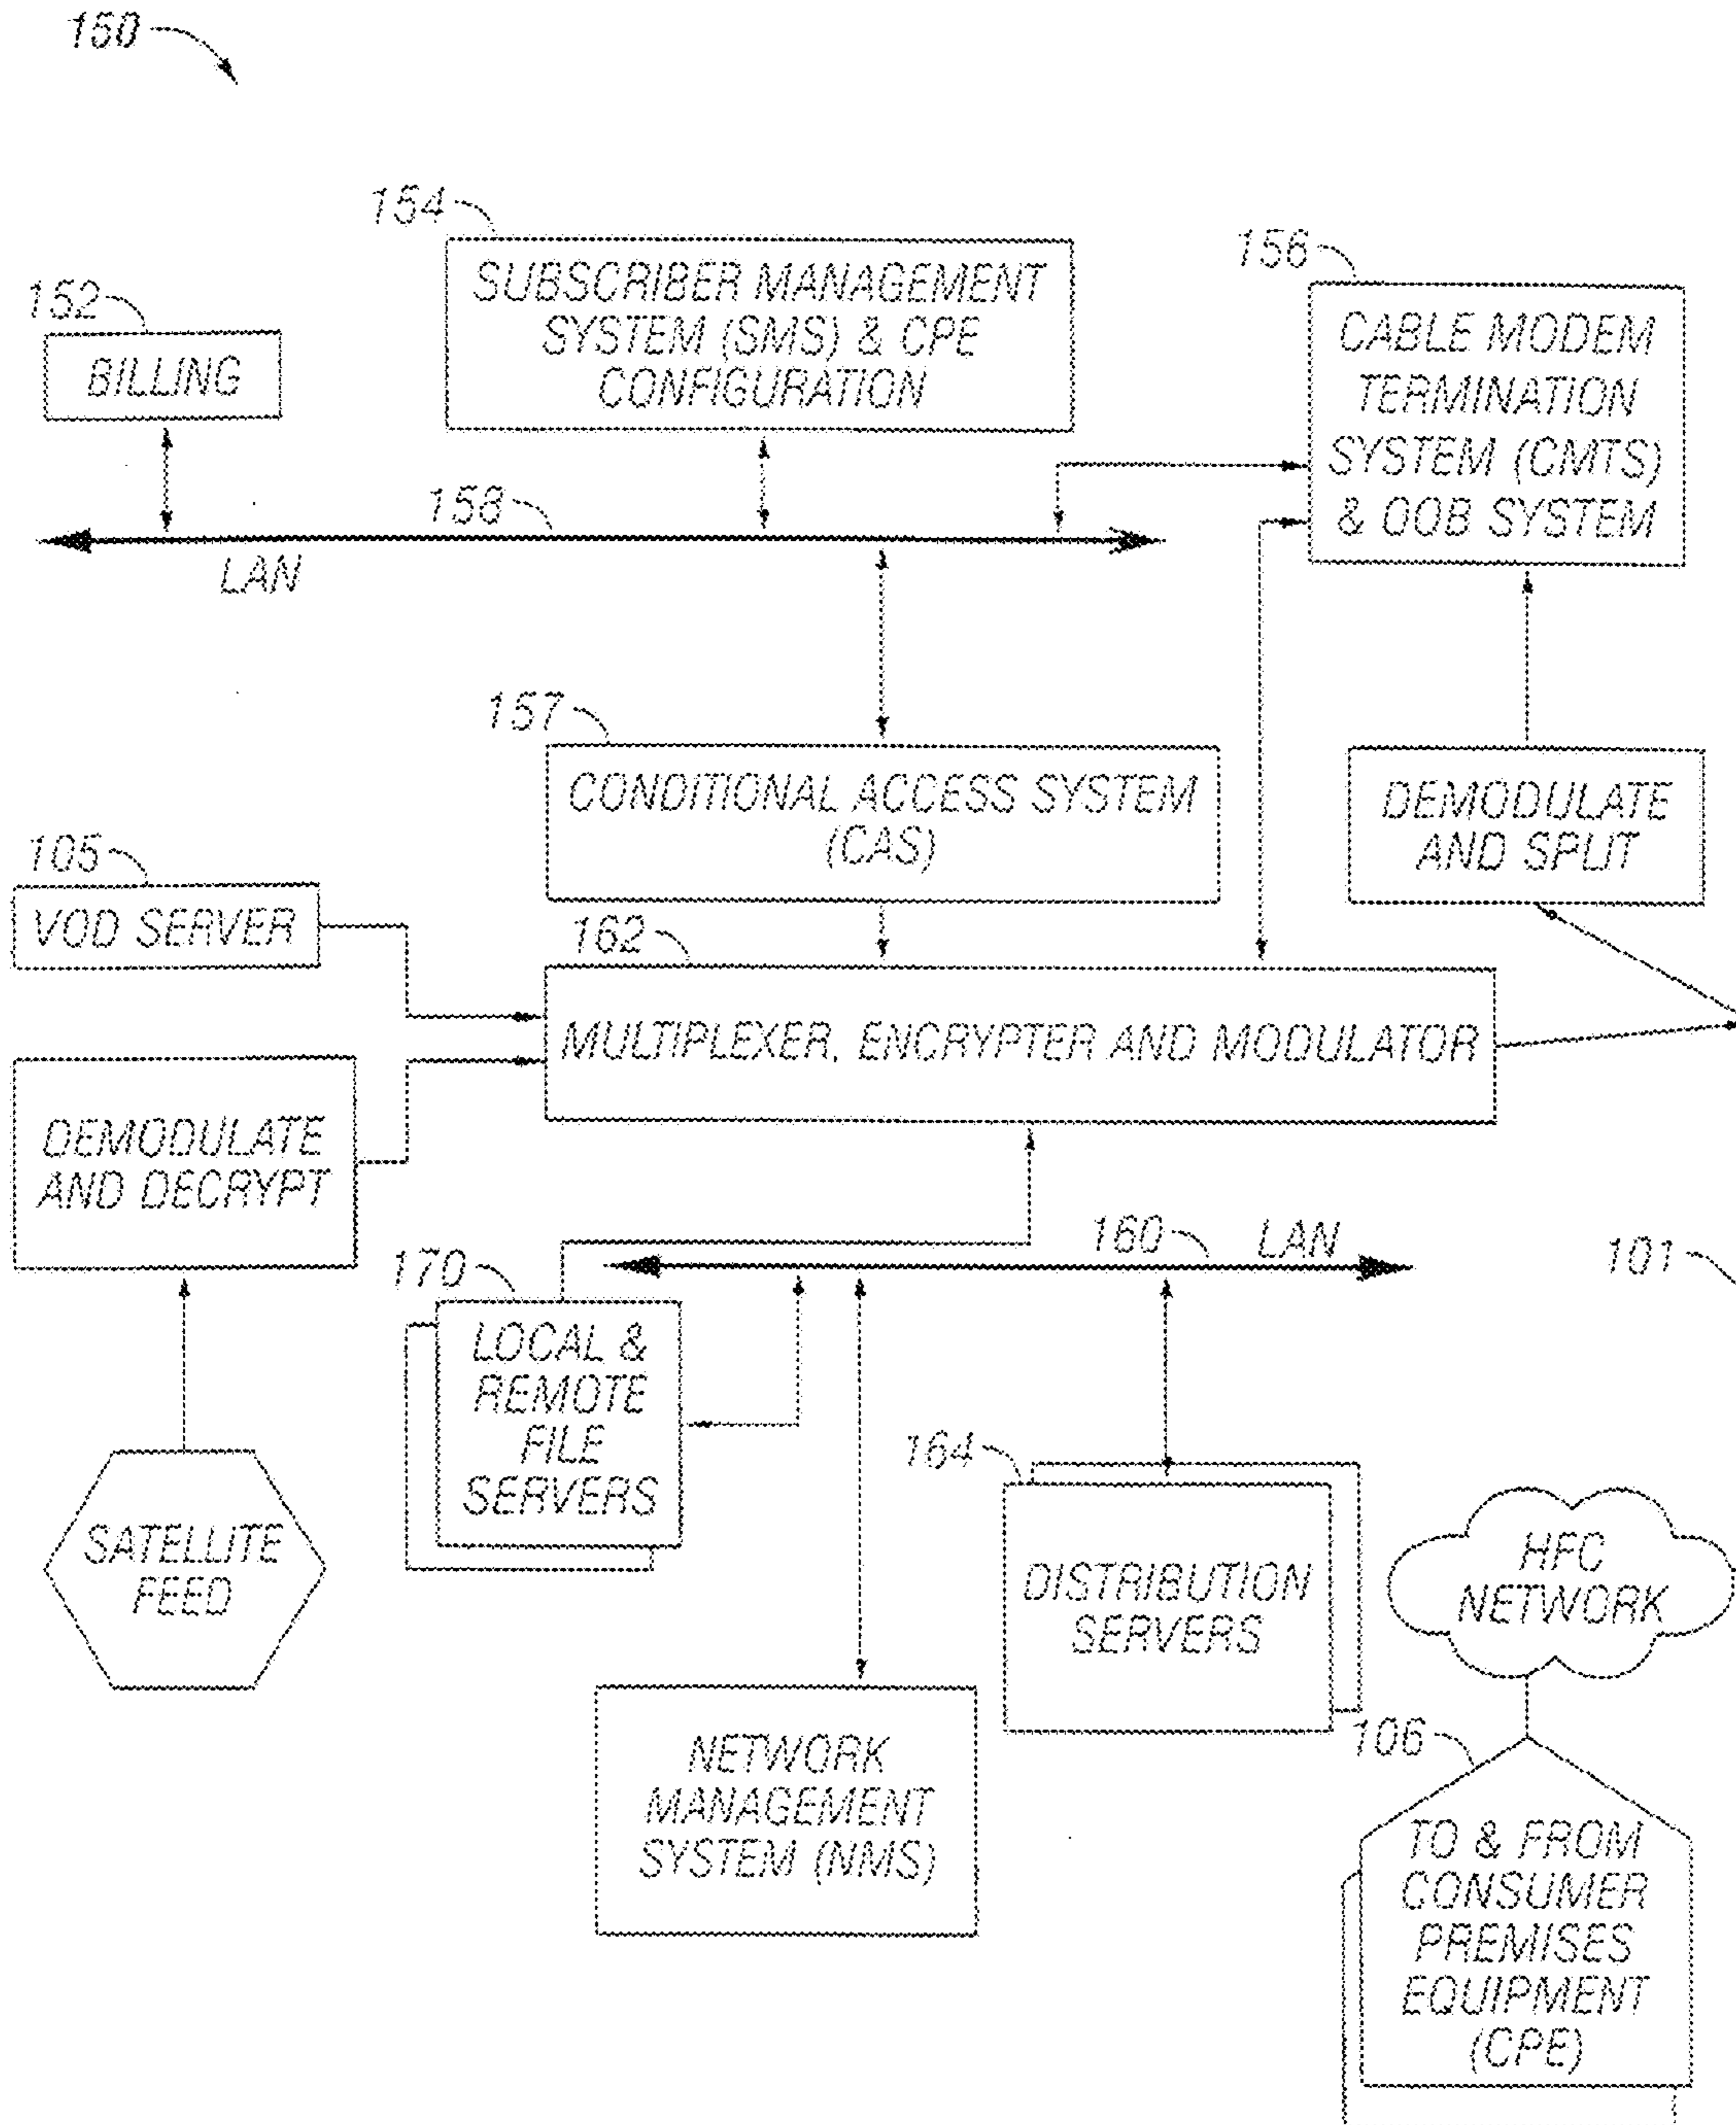 150
154
SUBSCRIBER MANAGEMENT
SYSTEM (SMS) & CPE
CONFIGURATION
156
CABLE MODEM
TERMINATION
SYSTEM (CMTS)
& OOB SYSTEM
152
BILLING
158
LAN
157
CONDITIONAL ACCESS SYSTEM
(CAS)
DEMODULATE
AND SPLIT
105
VOD SERVER
162
MULTIPLEXER, ENCRYPTER AND MODULATOR
DEMODULATE
AND DECRYPT
160
LAN
101
170
LOCAL &
REMOTE
FILE
SERVERS
164
DISTRIBUTION
SERVERS
SATELLITE
FEED
HFC
NETWORK
NETWORK
MANAGEMENT
SYSTEM (NMS)
106
TO & FROM
CONSUMER
PREMISES
EQUIPMENT
(CPE)